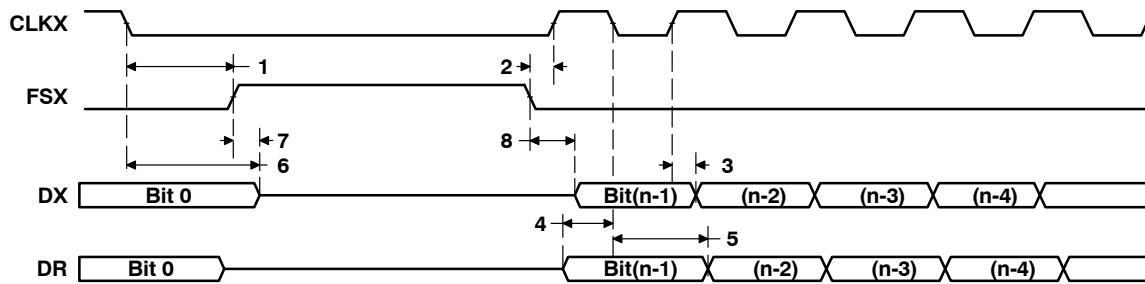 CLKX
1 2
FSX
7 8
6 3
DX Bit 0 Bit(n-1) (n-2) (n-3) (n-4)
4 5
DR Bit 0 Bit(n-1) (n-2) (n-3) (n-4)